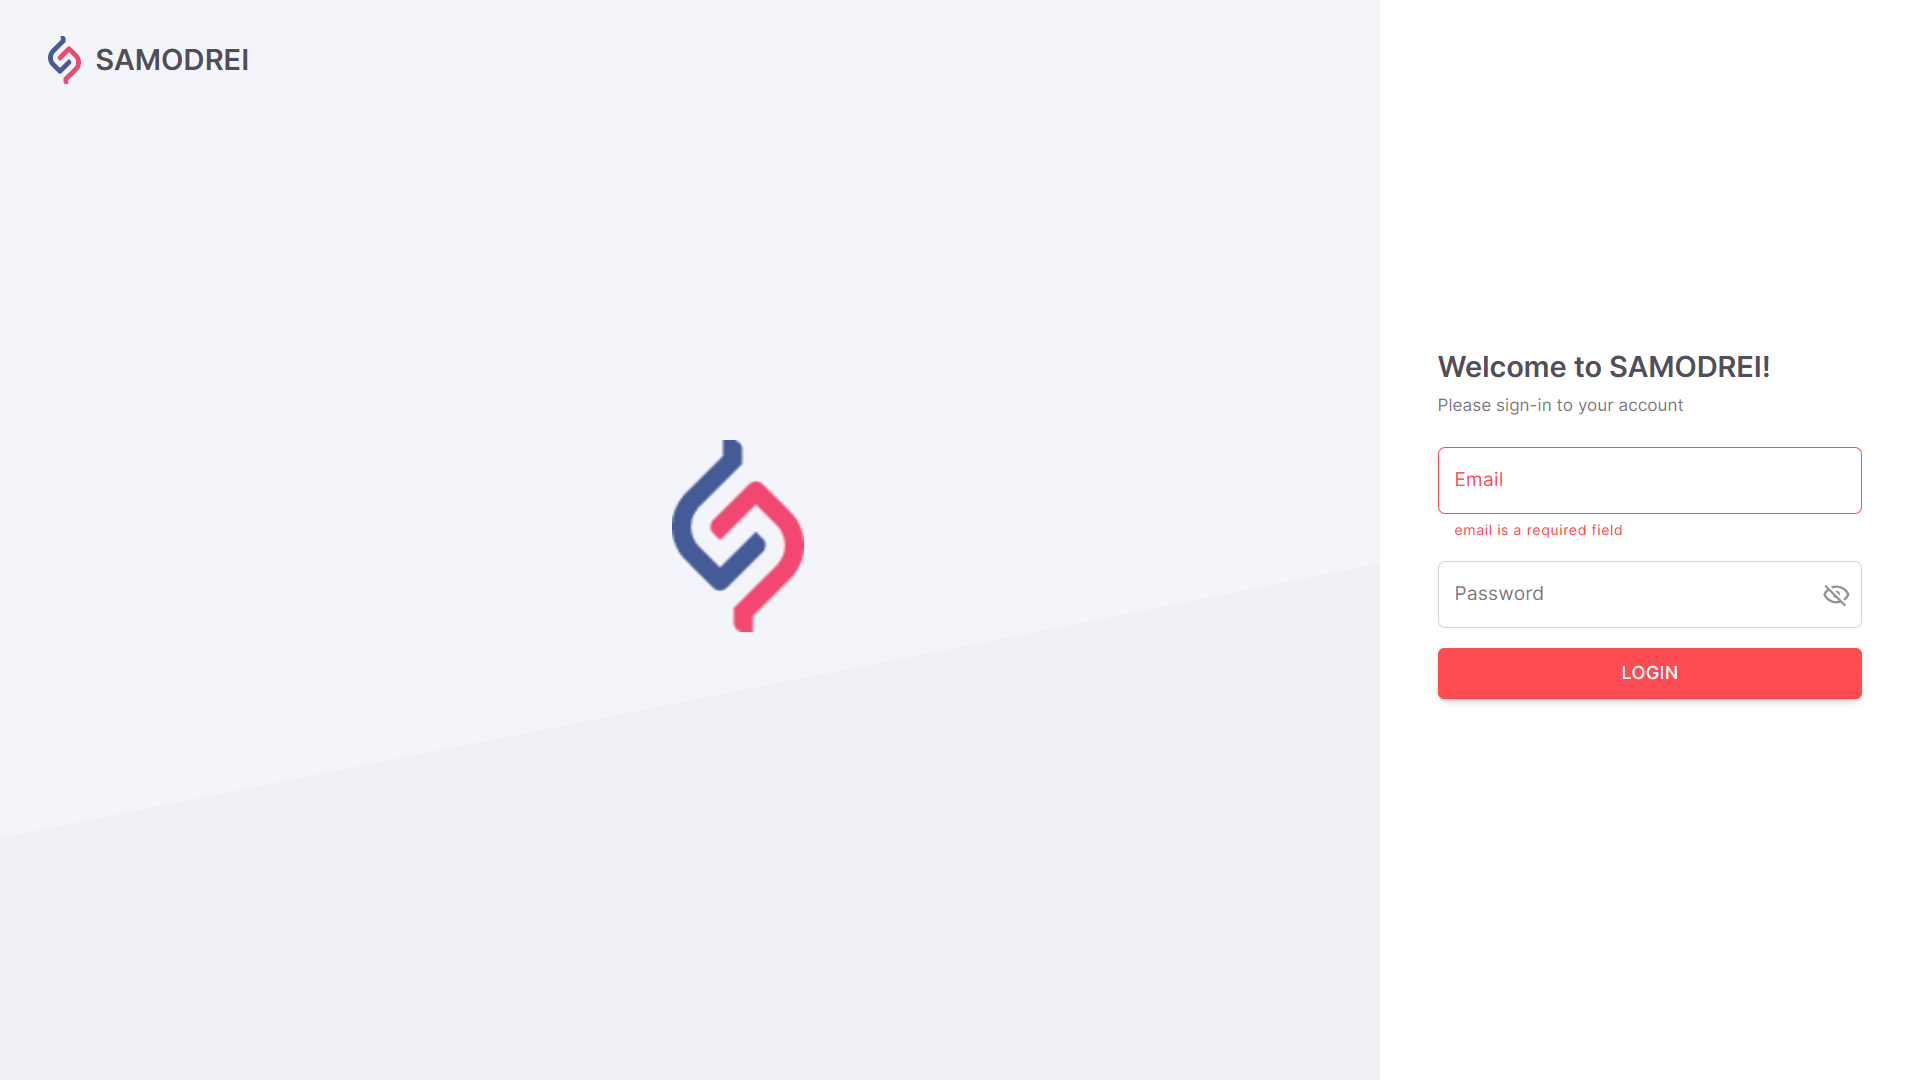 SAMODREI
Welcome to SAMODREI!
Please sign-in to your account
Email
email is a required field
Password
LOGIN